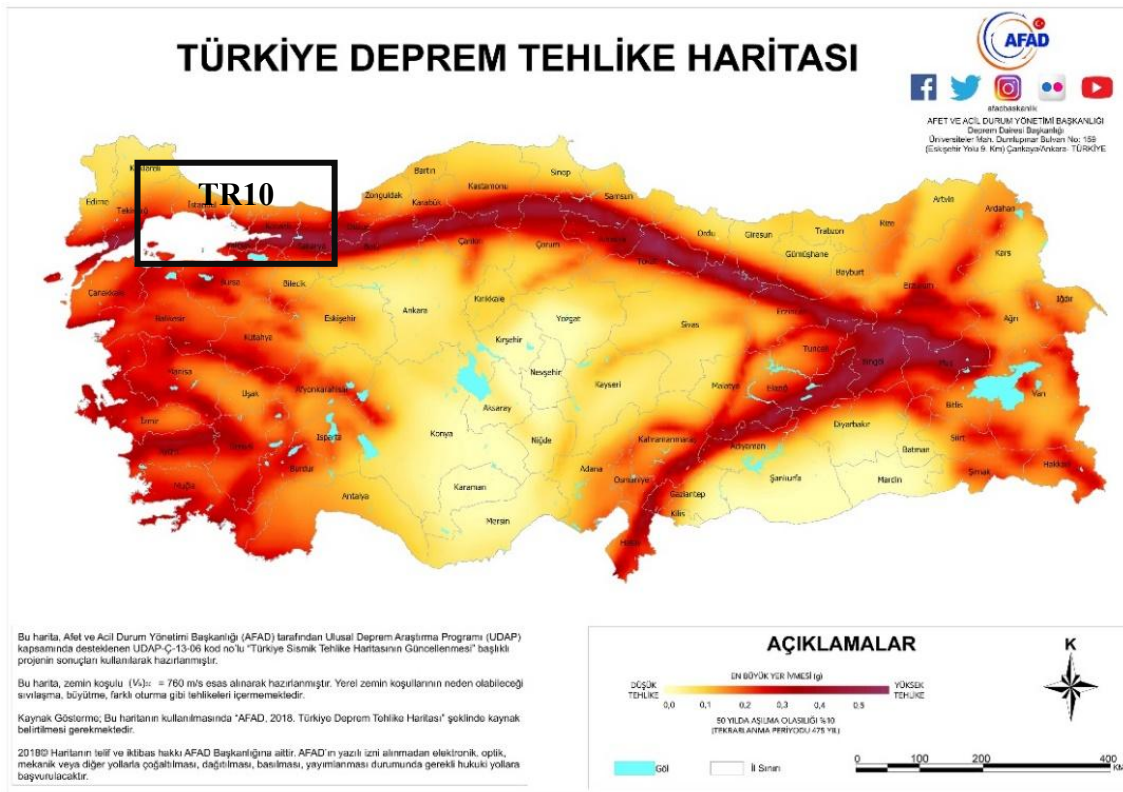 TÜRKİYE DEPREM TEHLİKE HARİTASI
AFAD
afadbaskanlik
AFET VE ACİL DURUM YÖNETİMİ BAŞKANLIĞI
Deprem Dairesi Başkanlığı
Üniversiteler Mah. Dumlupınar Bulvarı No: 159
(Eskişehir Yolu 9. Km) Çankaya/Ankara- TÜRKİYE
TR10
Kırklareli
Edirne
Tekirdağ
İstanbul
Kocaeli
Sakarya
Zonguldak
Bartın
Karabük
Kastamonu
Sinop
Samsun
Çankırı
Çorum
Amasya
Tokat
Ordu
Giresun
Trabzon
Gümüşhane
Bayburt
Rize
Artvin
Ardahan
Kars
Iğdır
Ağrı
Erzurum
Erzincan
Çanakkale
Bursa
Bilecik
Balıkesir
Eskişehir
Kütahya
Ankara
Kırıkkale
Yozgat
Sivas
Kırşehir
Nevşehir
Kayseri
Malatya
Tunceli
Elazığ
Bingöl
Muş
Van
Bitlis
Manisa
Uşak
Afyonkarahisar
İzmir
Aydın
Denizli
Isparta
Burdur
Muğla
Antalya
Konya
Aksaray
Niğde
Karaman
Mersin
Adana
Kahramanmaraş
Osmaniye
Gaziantep
Kilis
Hatay
Adıyaman
Şanlıurfa
Diyarbakır
Batman
Mardin
Siirt
Şırnak
Hakkari
Bu harita, Afet ve Acil Durum Yönetimi Başkanlığı (AFAD) tarafından Ulusal Deprem Araştırma Programı (UDAP)
kapsamında desteklenen UDAP-Ç-13-06 kod no'lu "Türkiye Sismik Tehlike Haritasının Güncellenmesi" başlıklı
projenin sonuçları kullanılarak hazırlanmıştır.
Bu harita, zemin koşulu = 760 m/s esas alınarak hazırlanmıştır. Yerel zemin koşullarının neden olabileceği
sıvılaşma, büyütme, farklı oturma gibi tehlikeleri içermemektedir.
Kaynak Gösterme; Bu haritanın kullanılmasında "AFAD, 2018. Türkiye Deprem Tehlike Haritası" şeklinde kaynak
belirtilmesi gerekmektedir.
2018© Haritanın telif ve iktibas hakkı AFAD Başkanlığına aittir. AFAD'ın yazılı izni alınmadan elektronik, optik,
mekanik veya diğer yollarla çoğaltılması, dağıtılması, basılması, yayımlanması durumunda gerekli hukuki yollara
başvurulacaktır.
AÇIKLAMALAR
K
EN BÜYÜK YER İVMESİ (g)
DÜŞÜK TEHLİKE
YÜKSEK TEHLİKE
0,0 0,1 0,2 0,3 0,4 0,5
50 YILDA AŞILMA OLASILIĞI %10
(TEKRARLANMA PERİYODU 475 YIL)
Göl
İl Sınırı
0 200 400
KM